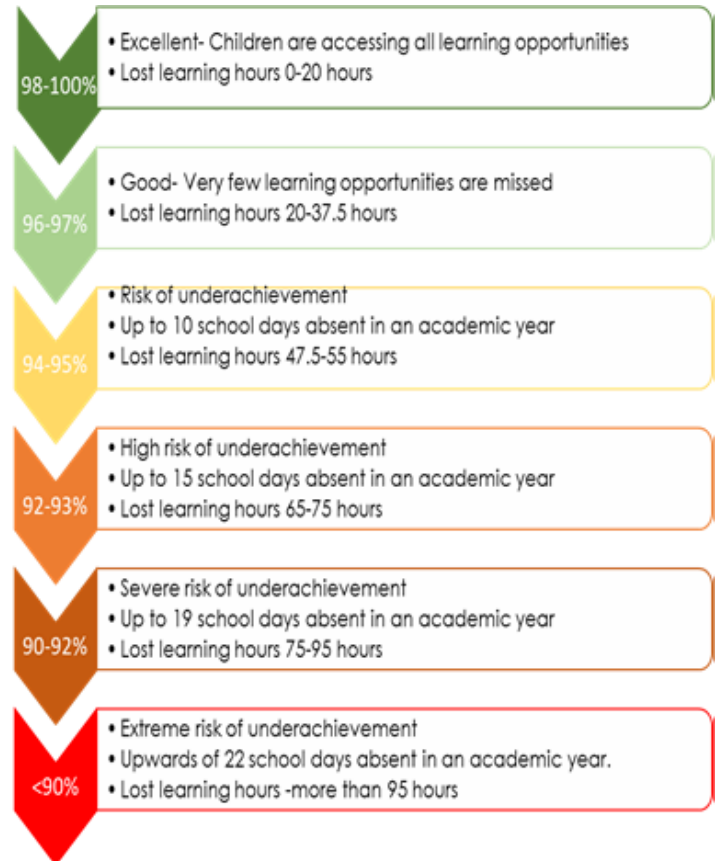 98-100%
• Excellent- Children are accessing all learning opportunities
• Lost learning hours 0-20 hours
96-97%
• Good- Very few learning opportunities are missed
• Lost learning hours 20-37.5 hours
94-95%
• Risk of underachievement
• Up to 10 school days absent in an academic year
• Lost learning hours 47.5-55 hours
92-93%
• High risk of underachievement
• Up to 15 school days absent in an academic year
• Lost learning hours 65-75 hours
90-92%
• Severe risk of underachievement
• Up to 19 school days absent in an academic year
• Lost learning hours 75-95 hours
<90%
• Extreme risk of underachievement
• Upwards of 22 school days absent in an academic year.
• Lost learning hours -more than 95 hours